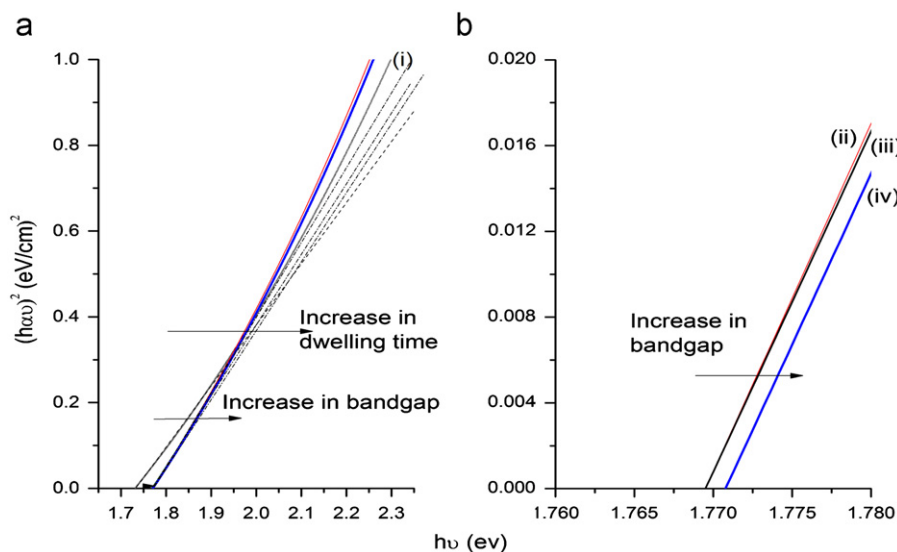 a
(hαυ)² (eV/cm)²
1.0
0.8
0.6
0.4
0.2
0.0
1.7 1.8 1.9 2.0 2.1 2.2 2.3
(i)
Increase in
dwelling time
Increase in bandgap
b
0.020
0.016
0.012
0.008
0.004
0.000
1.760 1.765 1.770 1.775 1.780
(ii)
(iii)
(iv)
Increase in
bandgap
hυ (ev)